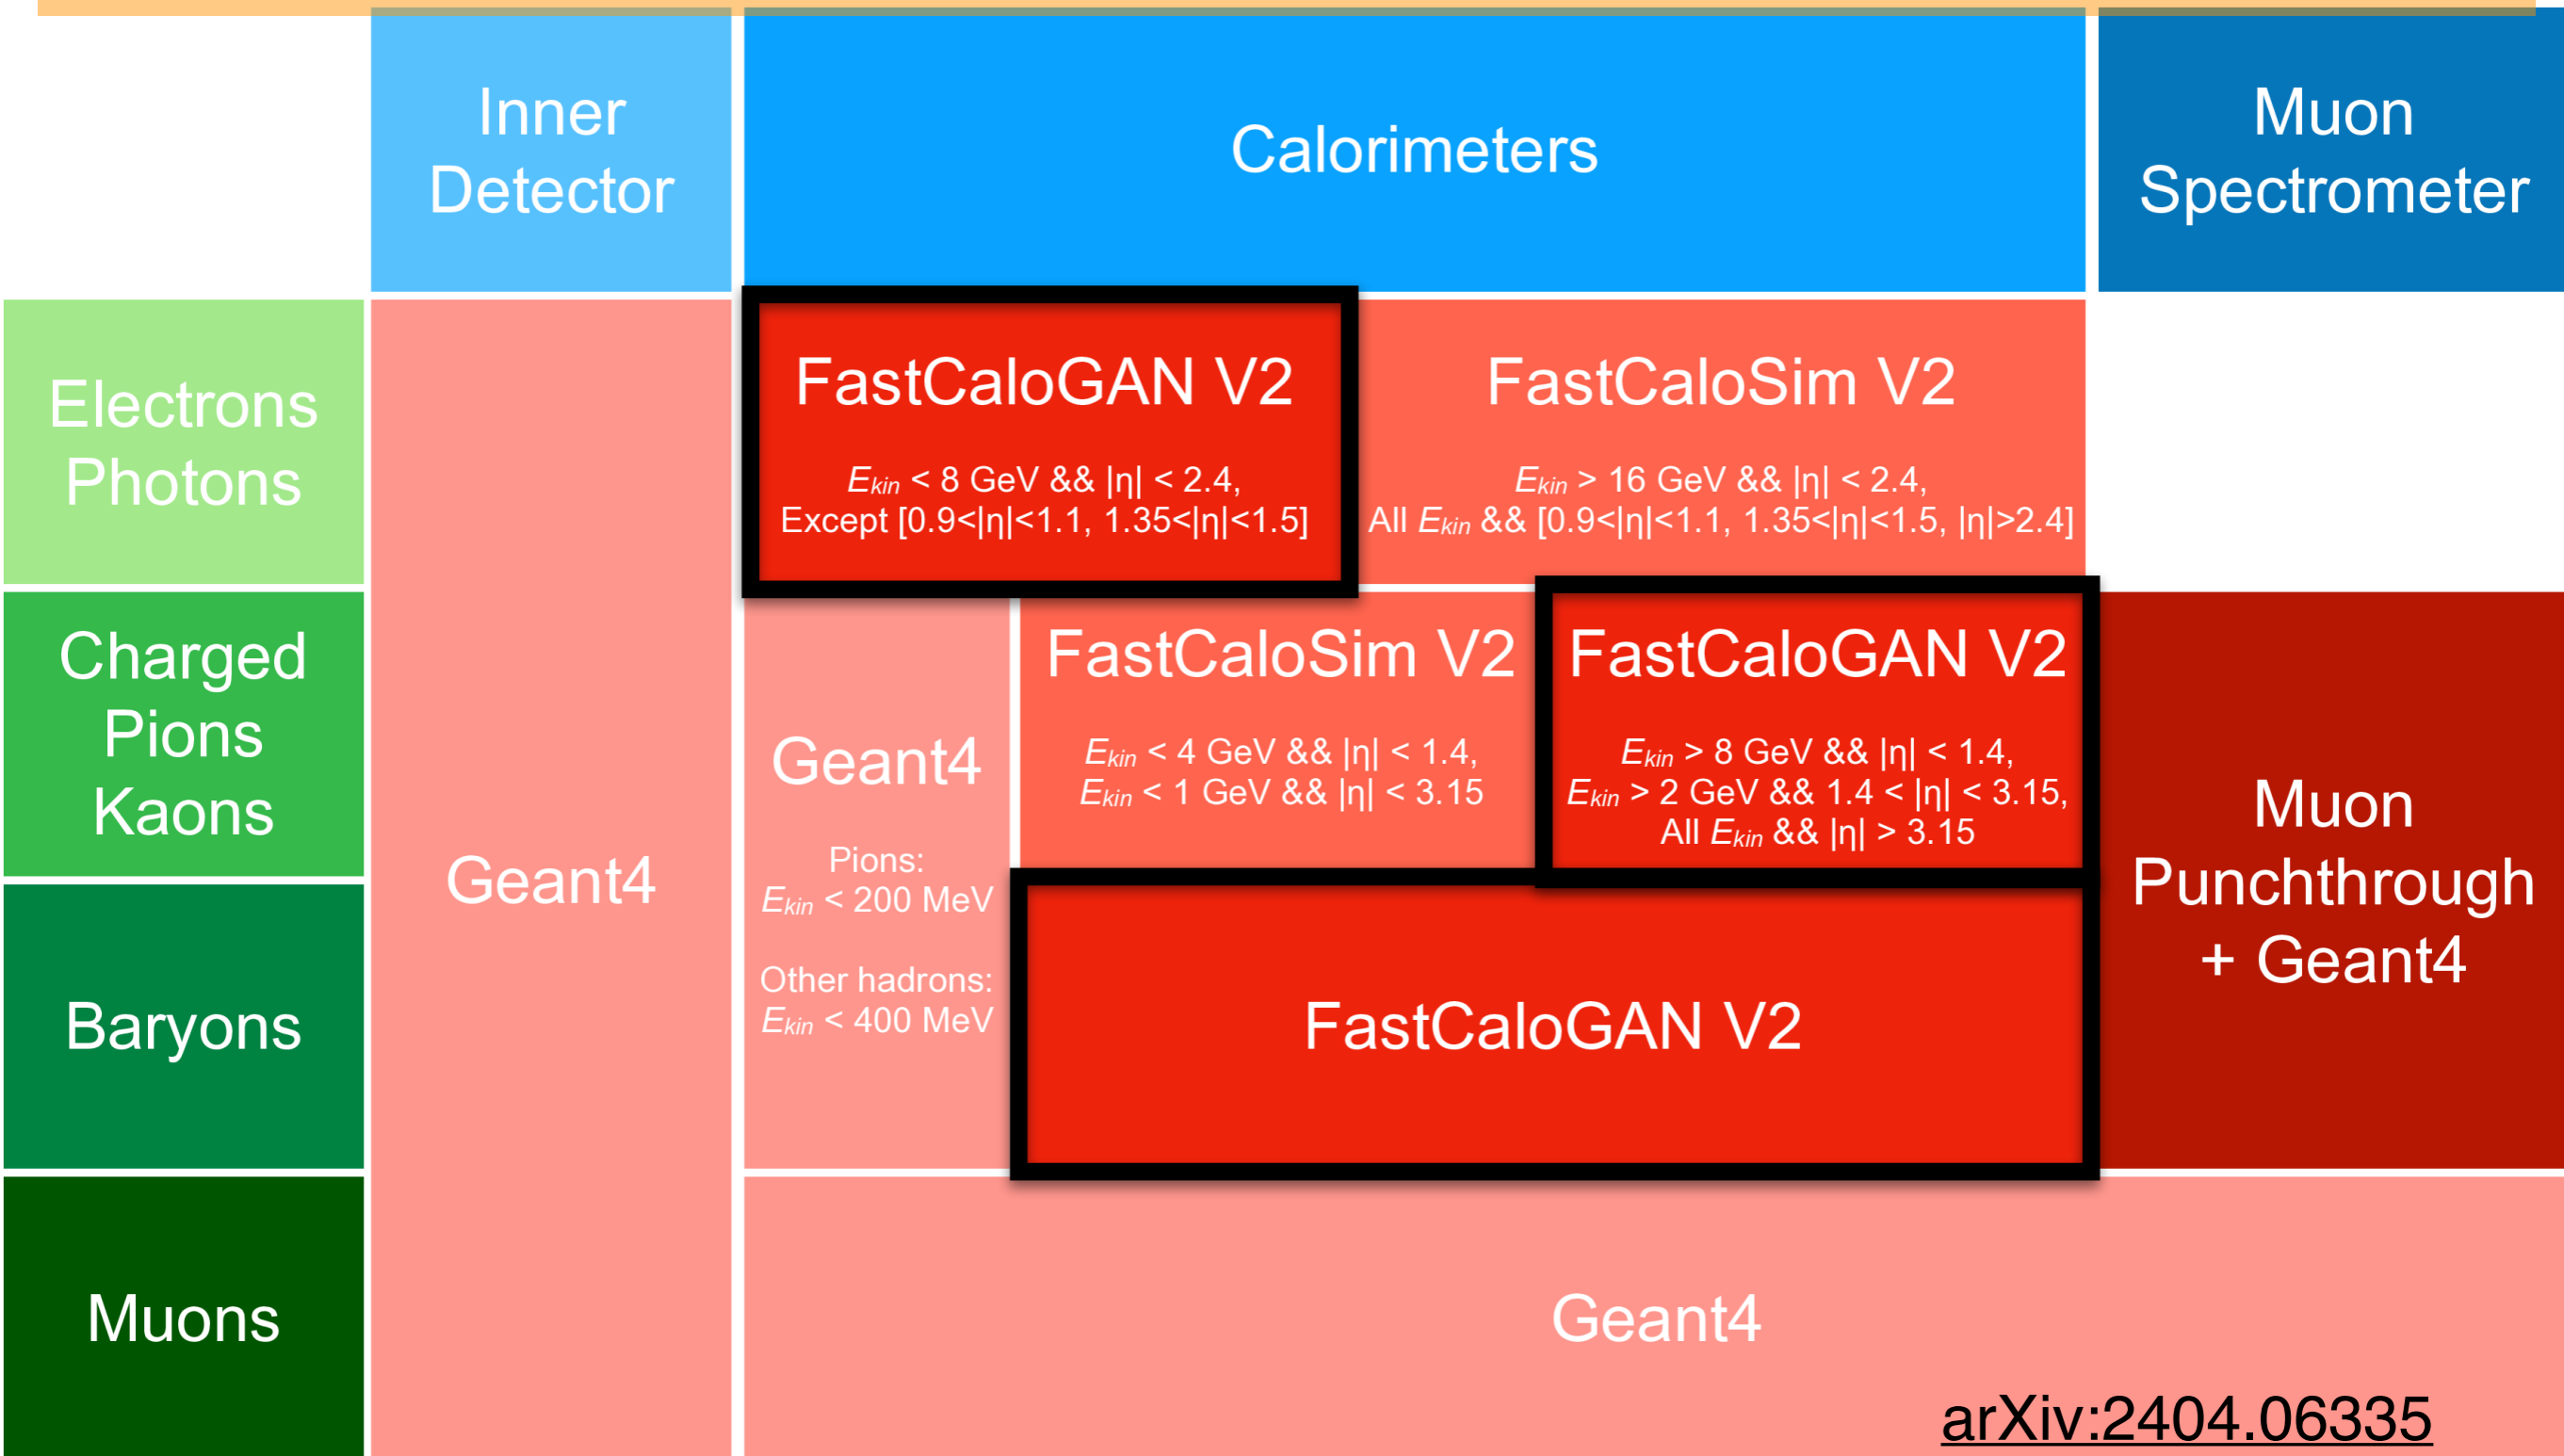 Inner
Detector
Calorimeters
Muon
Spectrometer
Electrons
Photons
FastCaloGAN V2
Ekin < 8 GeV && |η| < 2.4,
Except [0.9<|η|<1.1, 1.35<|η|<1.5]
FastCaloSim V2
Ekin > 16 GeV && |η| < 2.4,
All Ekin && [0.9<|η|<1.1, 1.35<|η|<1.5, |η|>2.4]
Charged
Pions
Kaons
Geant4
Geant4
Pions:
Ekin < 200 MeV
Other hadrons:
Ekin < 400 MeV
FastCaloSim V2
Ekin < 4 GeV && |η| < 1.4,
Ekin < 1 GeV && |η| < 3.15
FastCaloGAN V2
Ekin > 8 GeV && |η| < 1.4,
Ekin > 2 GeV && 1.4 < |η| < 3.15,
All Ekin && |η| > 3.15
Muon
Punchthrough
+ Geant4
Baryons
FastCaloGAN V2
Muons
Geant4
arXiv:2404.06335